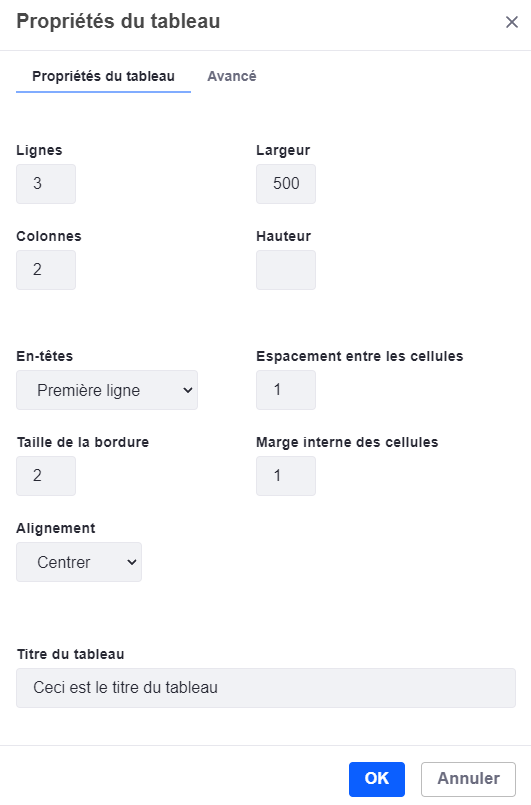 Propriétés du tableau
Propriétés du tableau Avancé
Lignes Largeur
3 500
Colonnes Hauteur
2
En-têtes Espacement entre les cellules
Première ligne 1
Taille de la bordure Marge interne des cellules
2 1
Alignement
Centrer
Titre du tableau
Ceci est le titre du tableau
OK Annuler